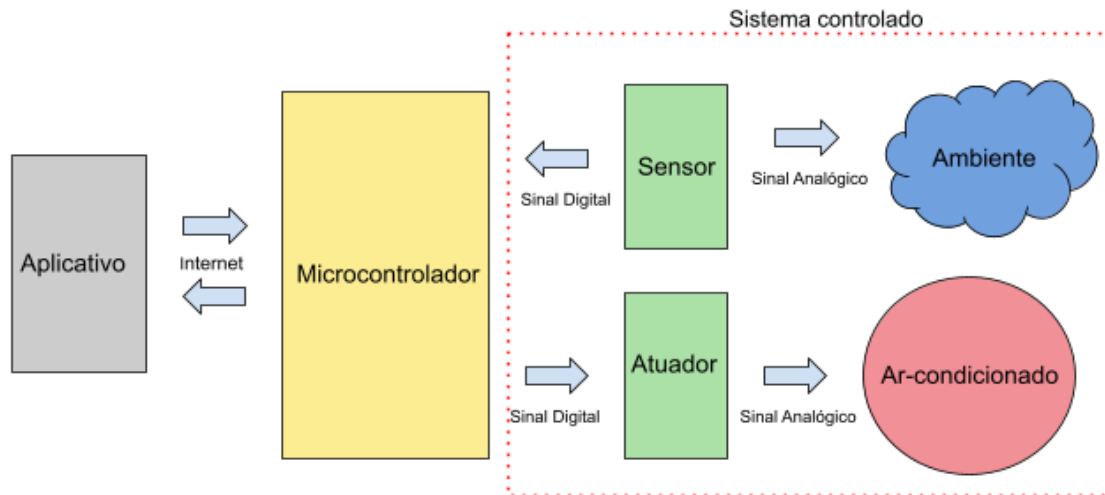 Sistema controlado
Sensor
Ambiente
Sinal Digital
Sinal Analógico
Aplicativo
Internet
Microcontrolador
Atuador
Ar-condicionado
Sinal Digital
Sinal Analógico